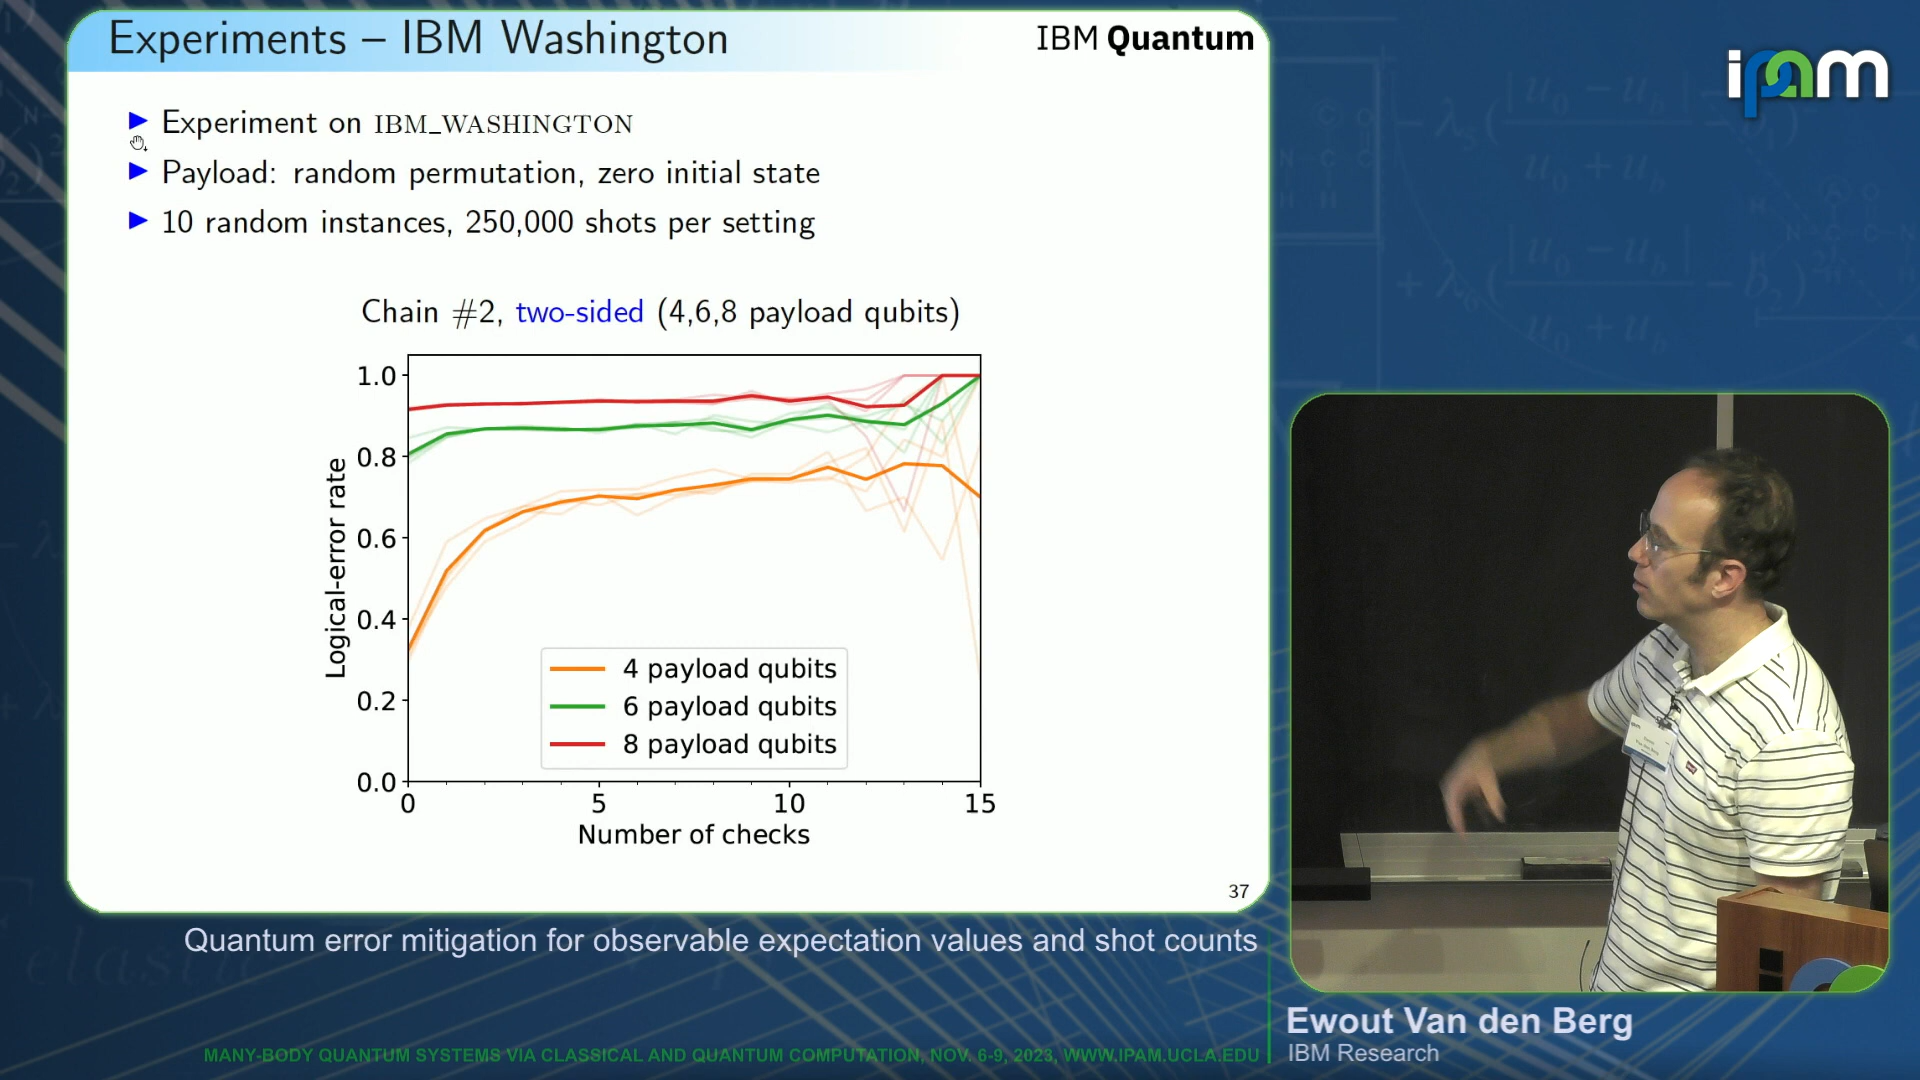 Experiments – IBM Washington
IBM Quantum
ipam
Experiment on IBM_WASHINGTON
Payload: random permutation, zero initial state
10 random instances, 250,000 shots per setting
Chain #2, two-sided (4,6,8 payload qubits)
Logical-error rate
1.0
0.8
0.6
0.4
0.2
0.0
4 payload qubits
6 payload qubits
8 payload qubits
0 5 10 15
Number of checks
37
Quantum error mitigation for observable expectation values and shot counts
Ewout Van den Berg
IBM Research
MANY-BODY QUANTUM SYSTEMS VIA CLASSICAL AND QUANTUM COMPUTATION, NOV. 6-9, 2023, WWW.IPAM.UCLA.EDU